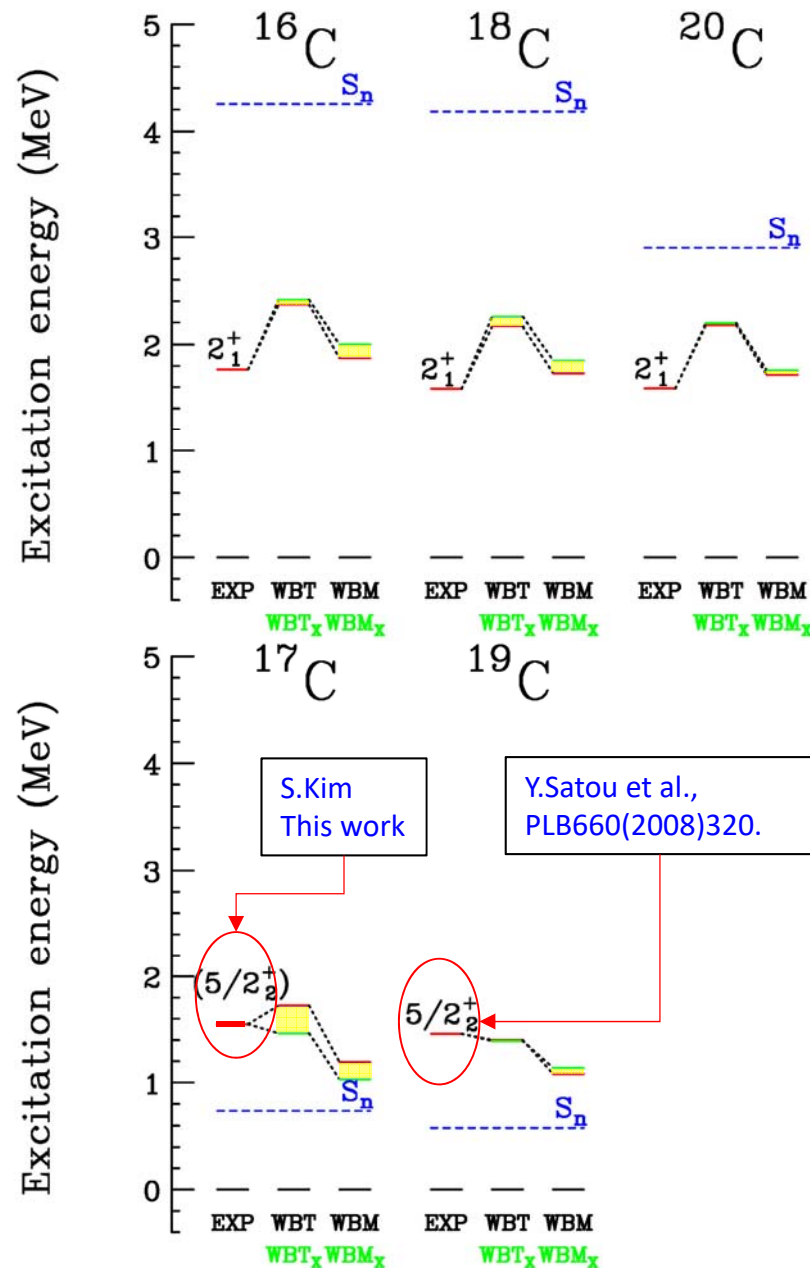 Excitation energy (MeV)
5
4
3
2
1
0
16C
18C
20C
Sn
Sn
Sn
2 1 +
2 1 +
2 1 +
EXP WBT WBM
WBTX WBMX
EXP WBT WBM
WBTX WBMX
EXP WBT WBM
WBTX WBMX
Excitation energy (MeV)
5
4
3
2
1
0
17C
19C
S.Kim
This work
Y.Satou et al.,
PLB660(2008)320.
(5/2 2 +)
5/2 2 +
Sn
Sn
EXP WBT WBM
WBTX WBMX
EXP WBT WBM
WBTX WBMX